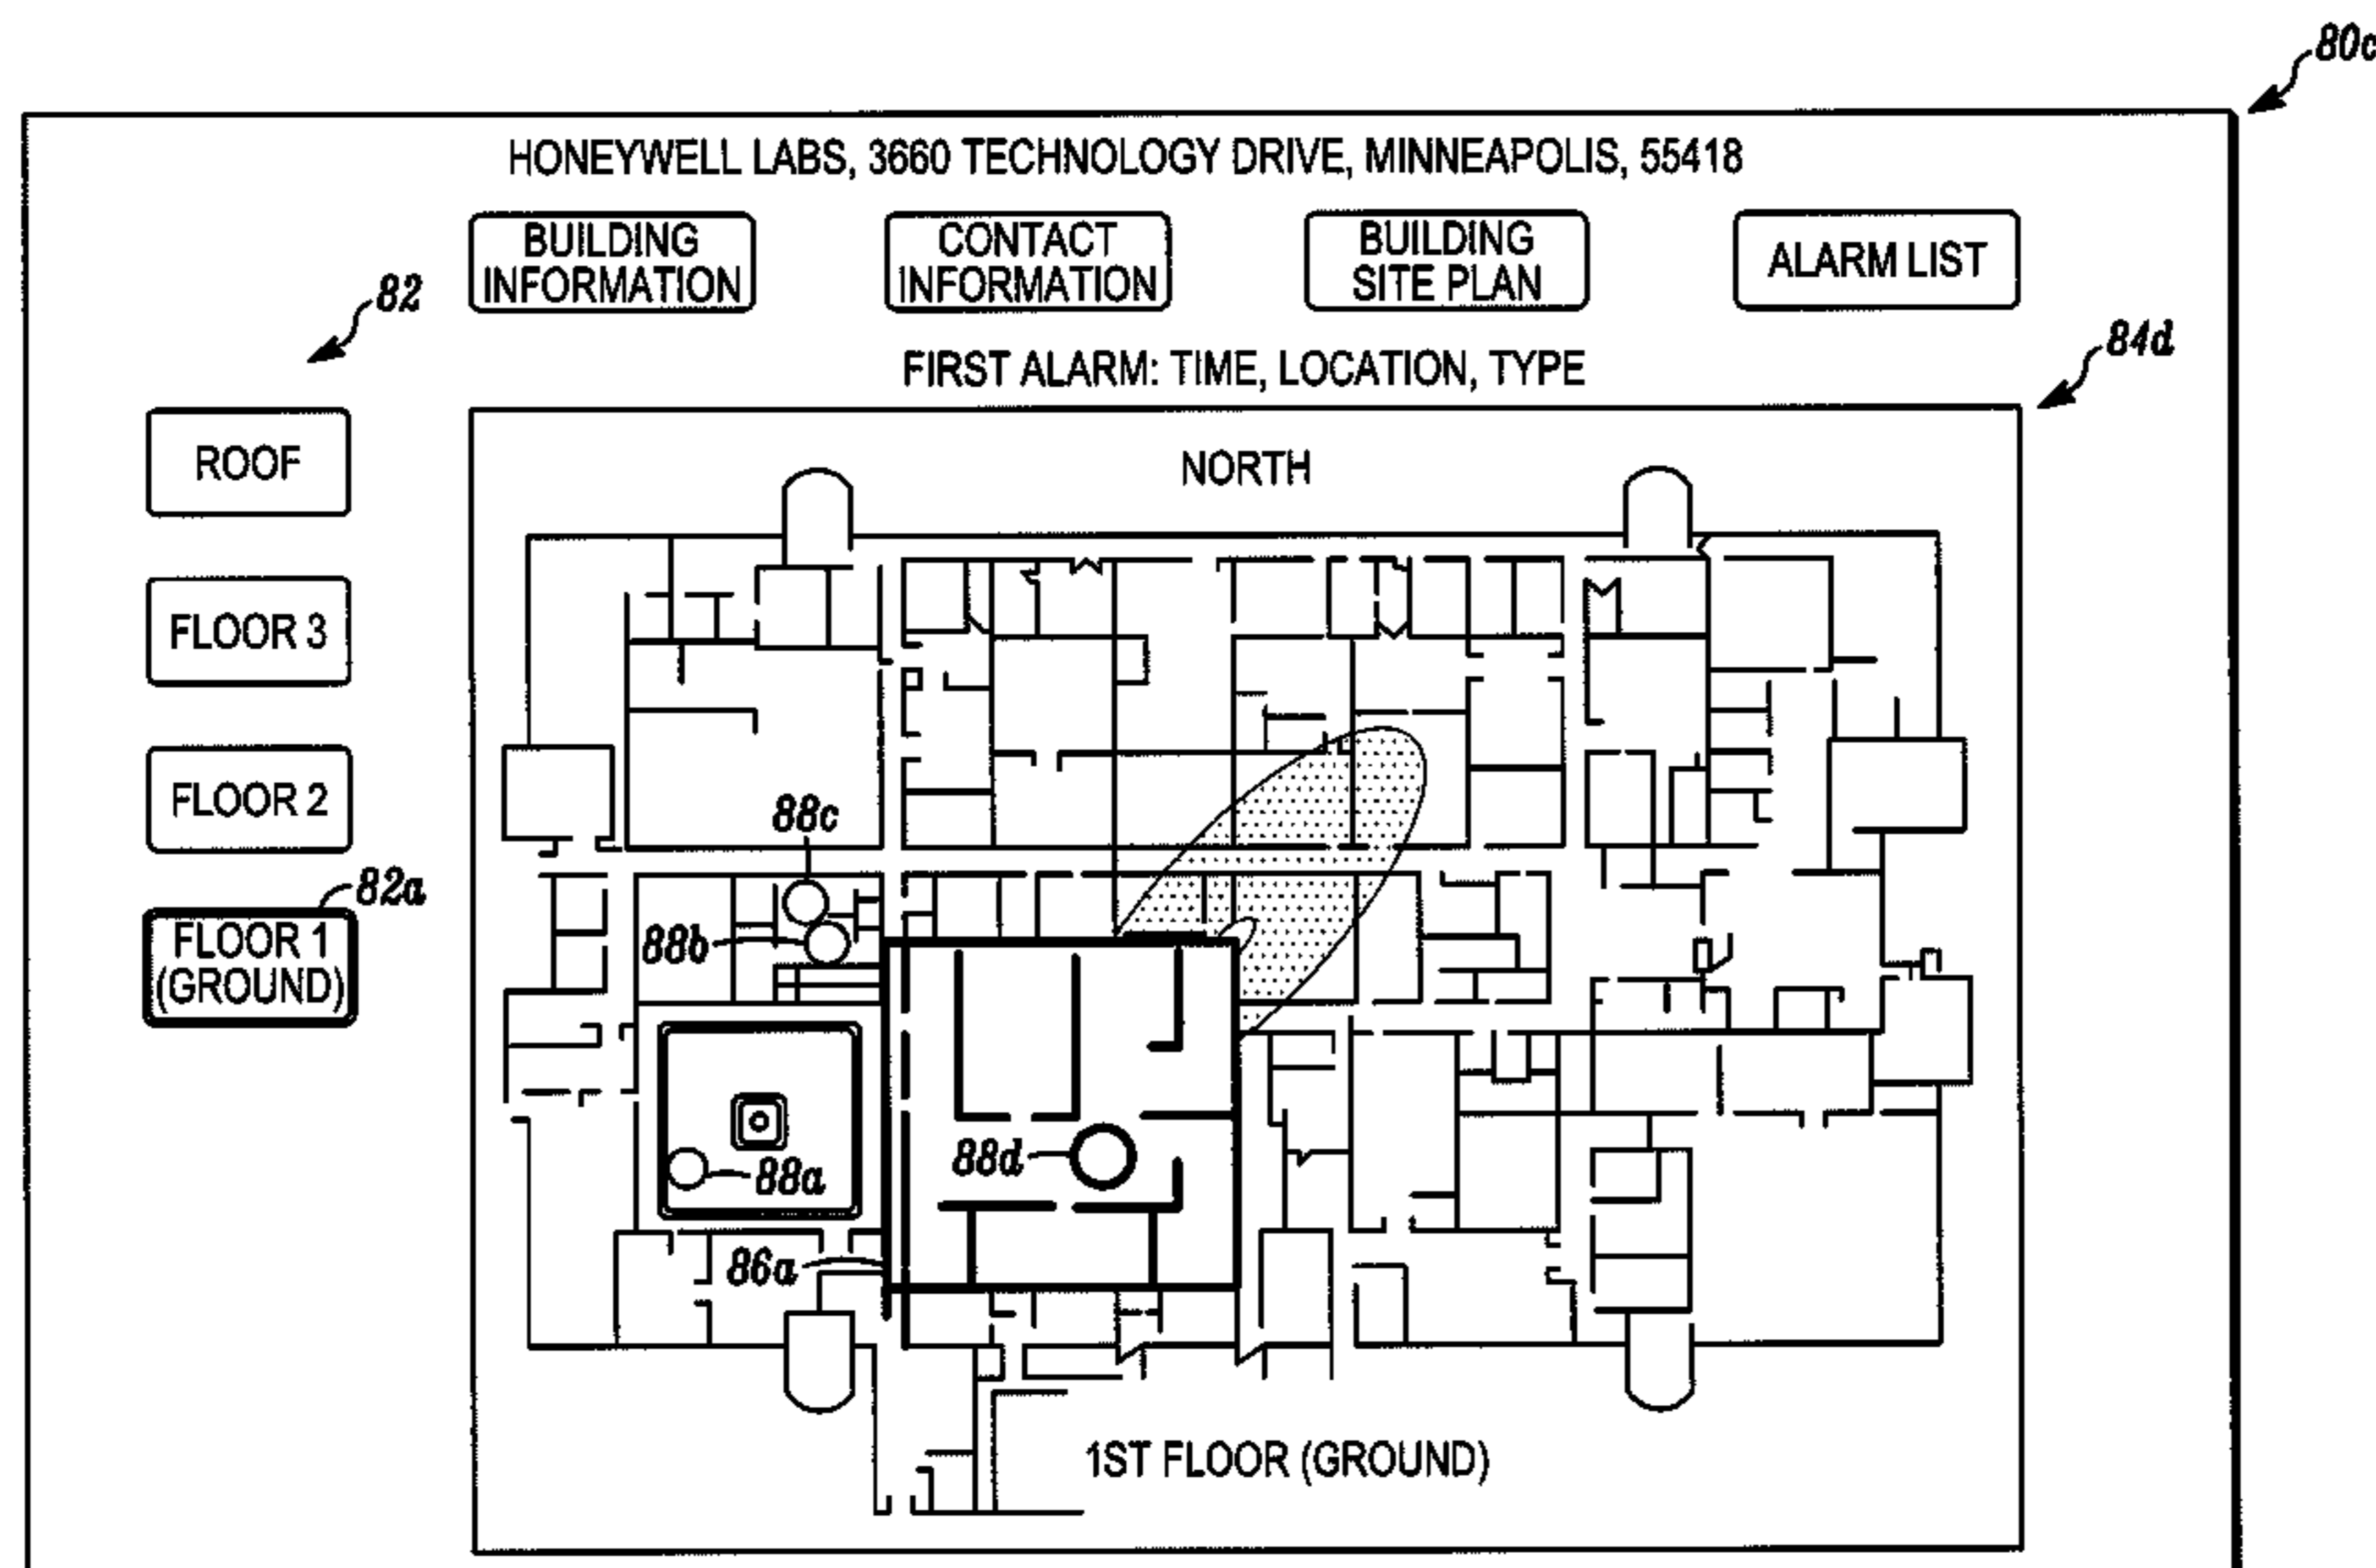 80c
HONEYWELL LABS, 3660 TECHNOLOGY DRIVE, MINNEAPOLIS, 55418
BUILDING
INFORMATION
CONTACT
INFORMATION
BUILDING
SITE PLAN
ALARM LIST
82
84d
FIRST ALARM: TIME, LOCATION, TYPE
ROOF
NORTH
FLOOR 3
FLOOR 2
88c
82a
FLOOR 1
(GROUND)
88b
88d
88a
86a
1ST FLOOR (GROUND)